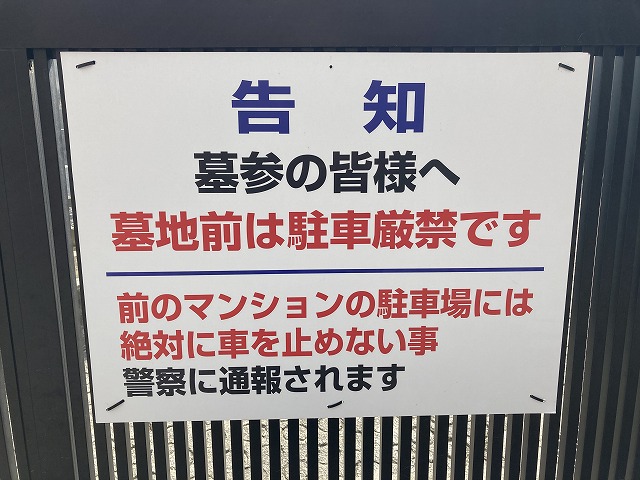 告 知
墓参の皆様へ
墓地前は駐車厳禁です
前のマンションの駐車場には
絶対に車を止めない事
警察に通報されます